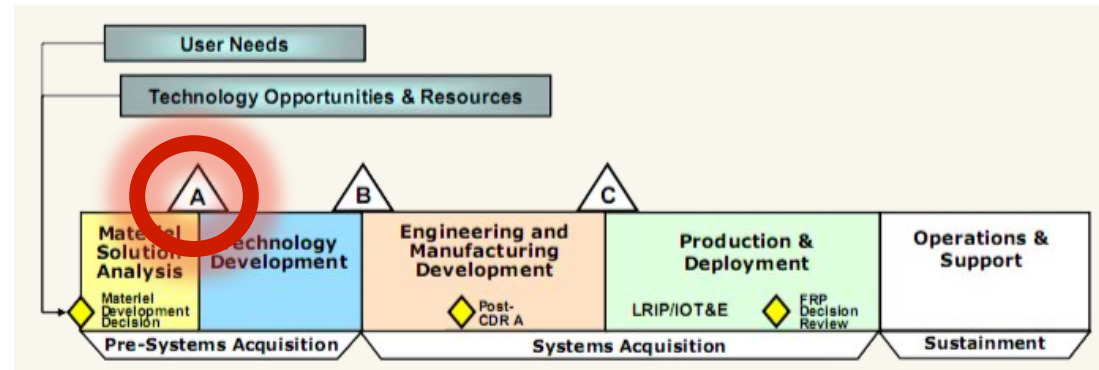 User Needs
Technology Opportunities & Resources
A
B
C
Materiel
Solution
Analysis
Materiel
Development
Decision
Technology
Development
Engineering and
Manufacturing
Development
Post-
CDR A
Production &
Deployment
LRIP/IOT&E
FRP
Decision
Review
Operations &
Support
Pre-Systems Acquisition
Systems Acquisition
Sustainment